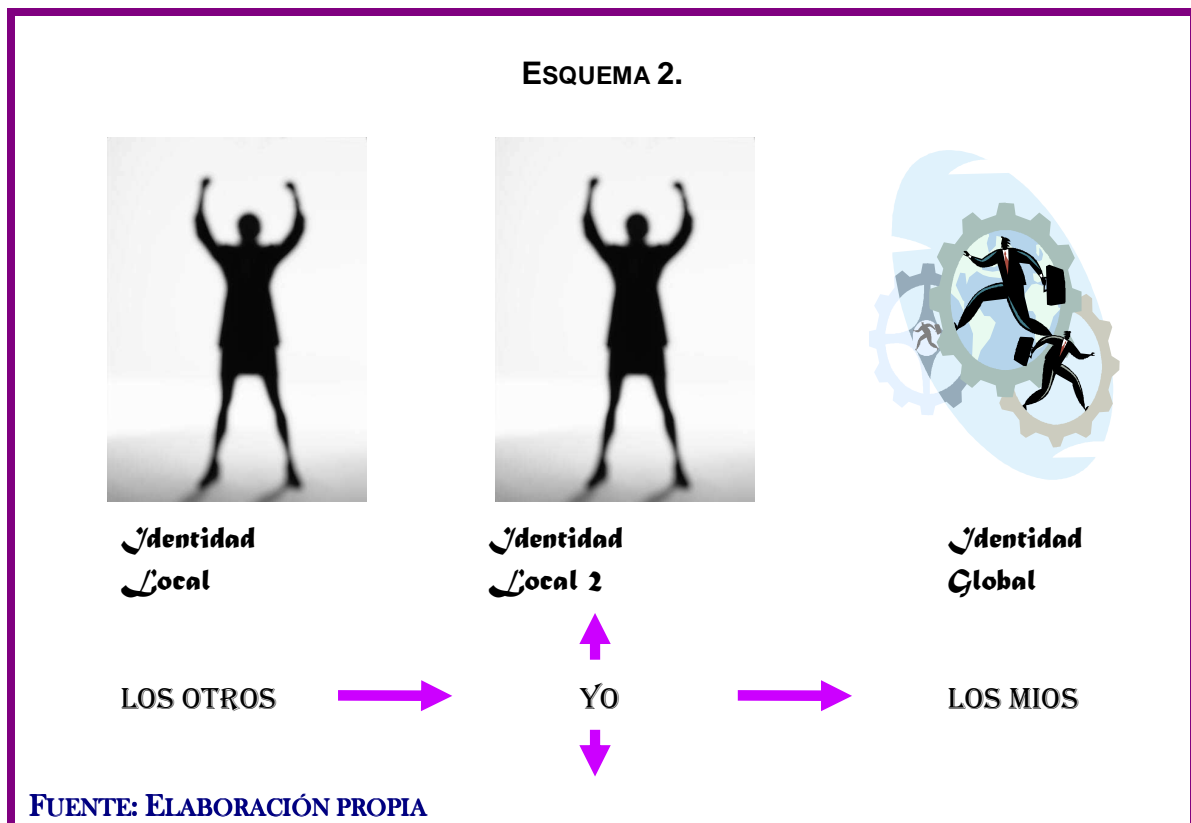 ESQUEMA 2.
Identidad
Local
Identidad
Local 2
Identidad
Global
LOS OTROS
YO
LOS MIOS
FUENTE: ELABORACIÓN PROPIA